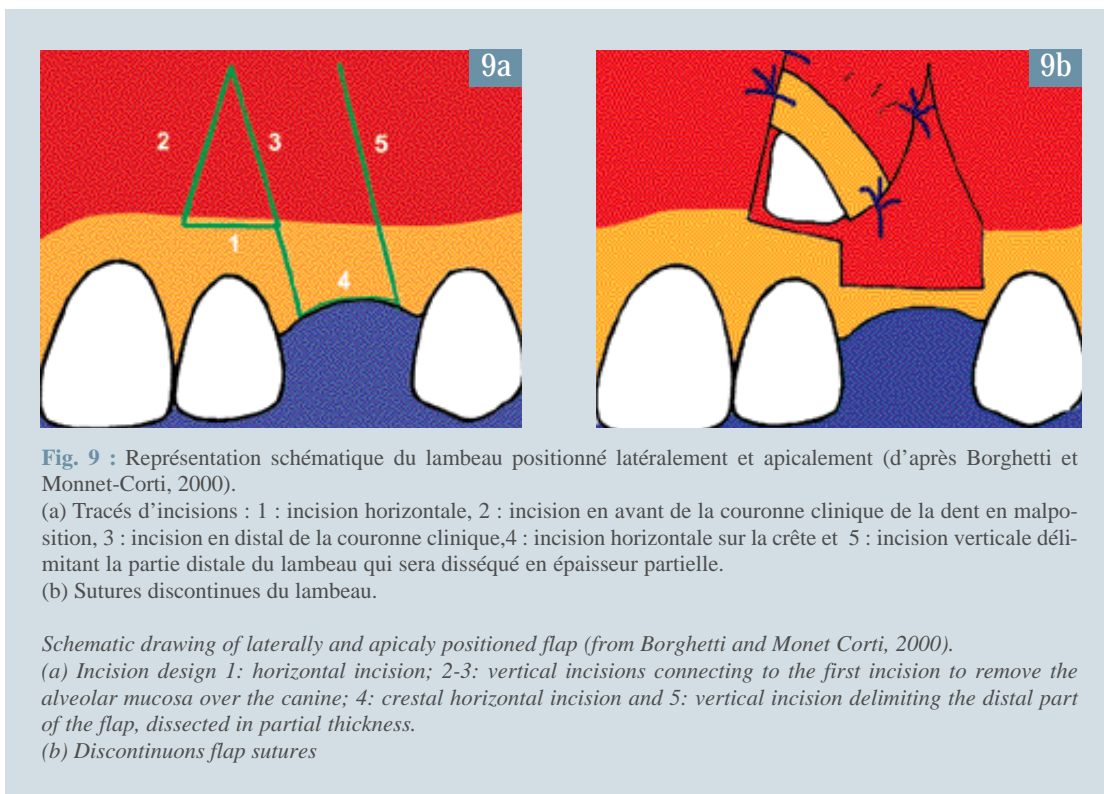 9a
9b
2
3
5
1
4
Fig. 9 : Représentation schématique du lambeau positionné latéralement et apicalement (d'après Borghetti et
Monnet-Corti, 2000).
(a) Tracés d'incisions : 1 : incision horizontale, 2 : incision en avant de la couronne clinique de la dent en malpo-
sition, 3 : incision en distal de la couronne clinique,4 : incision horizontale sur la crête et 5 : incision verticale déli-
mitant la partie distale du lambeau qui sera disséqué en épaisseur partielle.
(b) Sutures discontinues du lambeau.
Schematic drawing of laterally and apicaly positioned flap (from Borghetti and Monet Corti, 2000).
(a) Incision design 1: horizontal incision; 2-3: vertical incisions connecting to the first incision to remove the
alveolar mucosa over the canine; 4: crestal horizontal incision and 5: vertical incision delimiting the distal part
of the flap, dissected in partial thickness.
(b) Discontinuons flap sutures